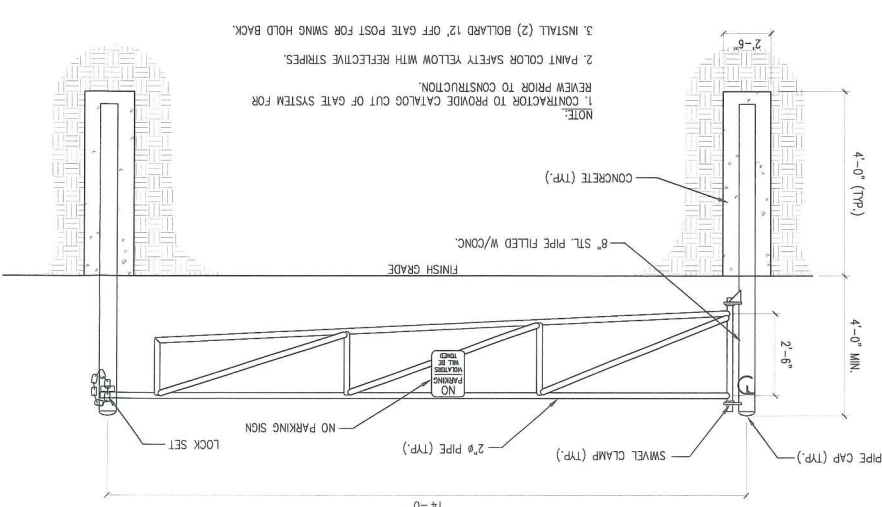 14'-0
PIPE CAP (TYP.)
SWIVEL CLAMP (TYP.)
2"ø PIPE (TYP.)
LOCK SET
NO PARKING SIGN
NO
PARKING
VIOLATORS
WILL BE
TOWED
4'-0" MIN.
2'-6"
FINISH GRADE
8" STL. PIPE FILLED W/CONC.
CONCRETE (TYP.)
4'-0" (TYP.)
2'-6"
NOTE:
1. CONTRACTOR TO PROVIDE CATALOG CUT OF GATE SYSTEM FOR
REVIEW PRIOR TO CONSTRUCTION.
2. PAINT COLOR SAFETY YELLOW WITH REFLECTIVE STRIPES.
3. INSTALL (2) BOLLARD 12' OFF GATE POST FOR SWING HOLD BACK.